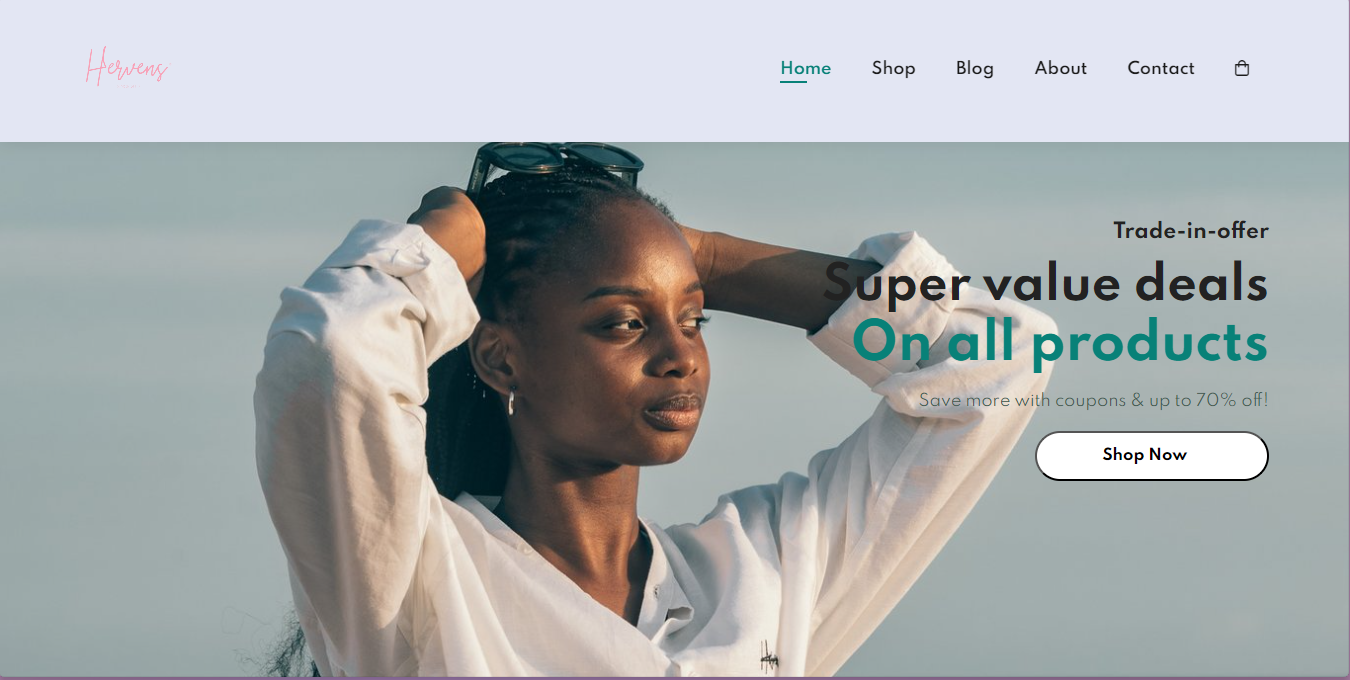 Hervens
Home Shop Blog About Contact
Trade-in-offer
Super value deals
On all products
Save more with coupons & up to 70% off!
Shop Now